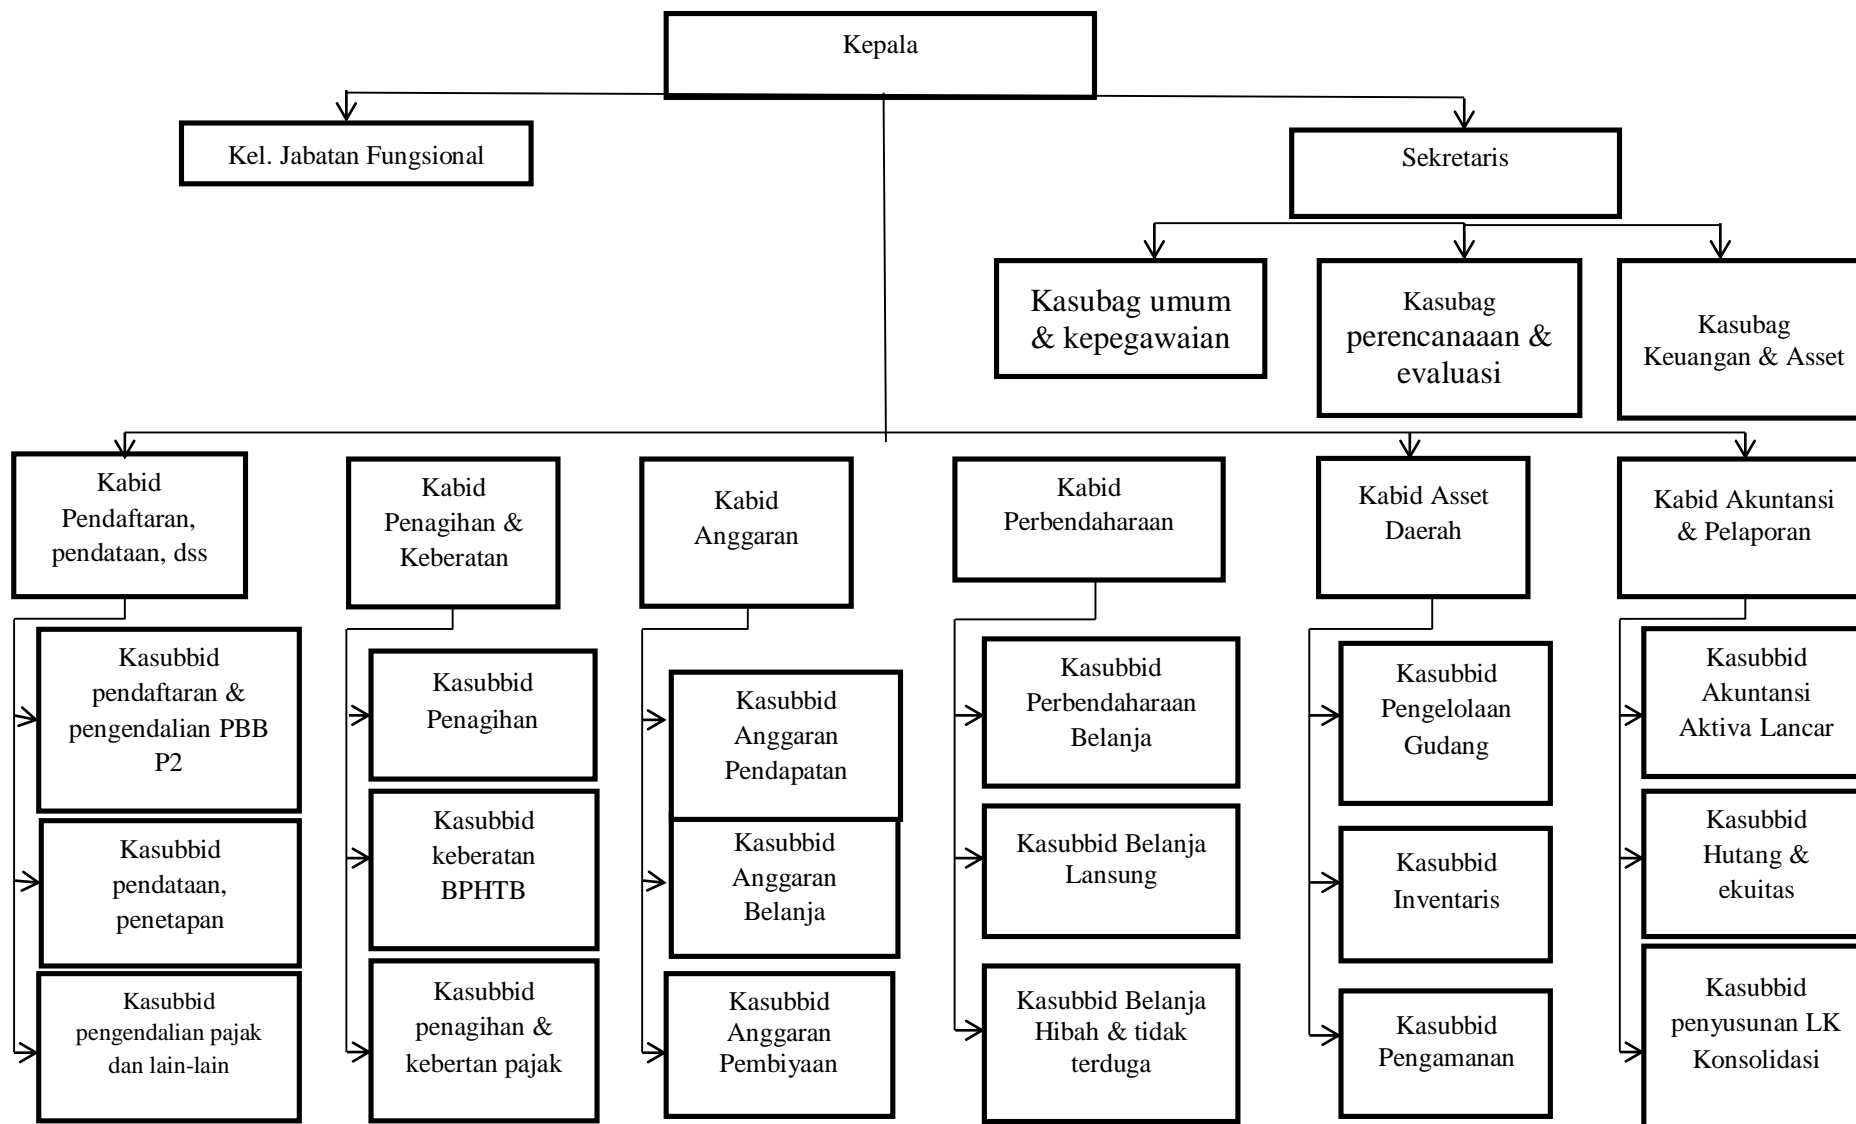 Kepala
Kel. Jabatan Fungsional
Sekretaris
Kasubag umum
& kepegawaian
Kasubag
perencanaaan &
evaluasi
Kasubag
Keuangan & Asset
Kabid
Pendaftaran,
pendataan, dss
Kabid
Penagihan &
Keberatan
Kabid
Anggaran
Kabid
Perbendaharaan
Kabid Asset
Daerah
Kabid Akuntansi
& Pelaporan
Kasubbid
pendaftaran &
pengendalian PBB
P2
Kasubbid
pendataan,
penetapan
Kasubbid
pengendalian pajak
dan lain-lain
Kasubbid
Penagihan
Kasubbid
keberatan
BPHTB
Kasubbid
penagihan &
kebertan pajak
Kasubbid
Anggaran
Pendapatan
Kasubbid
Anggaran
Belanja
Kasubbid
Anggaran
Pembiyaan
Kasubbid
Perbendaharaan
Belanja
Kasubbid Belanja
Lansung
Kasubbid Belanja
Hibah & tidak
terduga
Kasubbid
Pengelolaan
Gudang
Kasubbid
Inventaris
Kasubbid
Pengamanan
Kasubbid
Akuntansi
Aktiva Lancar
Kasubbid
Hutang &
ekuitas
Kasubbid
penyusunan LK
Konsolidasi